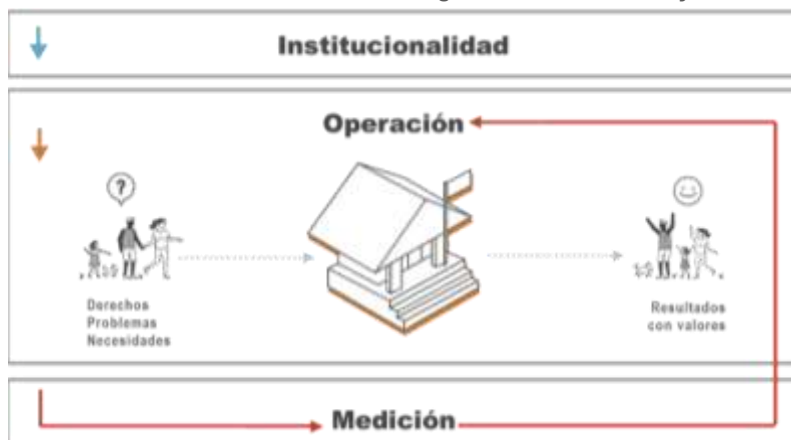 Institucionalidad
Operación
?
Derechos
Problemas
Necesidades
Resultados
con valores
Medición